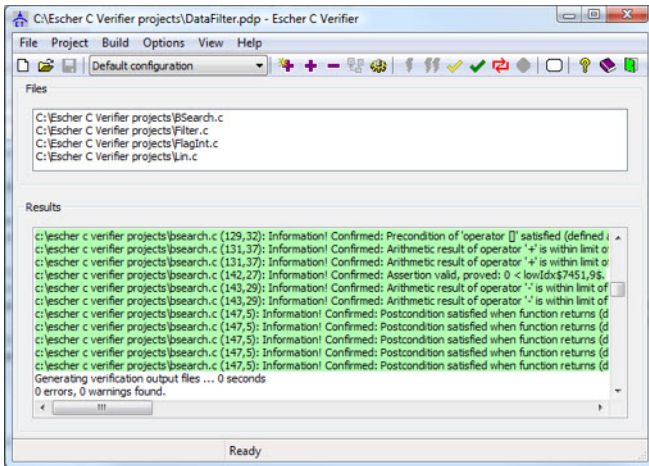 C:\Escher C Verifier projects\DataFilter.pdp - Escher C Verifier
File Project Build Options View Help
Default configuration
Files
C:\Escher C Verifier projects\BSearch.c
C:\Escher C Verifier projects\Filter.c
C:\Escher C Verifier projects\FlagInt.c
C:\Escher C Verifier projects\Lin.c
Results
c:\escher c verifier projects\bsearch.c (129,32): Information! Confirmed: Precondition of 'operator []' satisfied (defined
c:\escher c verifier projects\bsearch.c (131,37): Information! Confirmed: Arithmetic result of operator '+' is within limit of
c:\escher c verifier projects\bsearch.c (131,37): Information! Confirmed: Arithmetic result of operator '+' is within limit of
c:\escher c verifier projects\bsearch.c (142,27): Information! Confirmed: Assertion valid, proved: 0 < lowIdx$7451,9$.
c:\escher c verifier projects\bsearch.c (143,29): Information! Confirmed: Arithmetic result of operator '-' is within limit of
c:\escher c verifier projects\bsearch.c (143,29): Information! Confirmed: Arithmetic result of operator '-' is within limit of
c:\escher c verifier projects\bsearch.c (147,5): Information! Confirmed: Postcondition satisfied when function returns (d
c:\escher c verifier projects\bsearch.c (147,5): Information! Confirmed: Postcondition satisfied when function returns (d
c:\escher c verifier projects\bsearch.c (147,5): Information! Confirmed: Postcondition satisfied when function returns (d
c:\escher c verifier projects\bsearch.c (147,5): Information! Confirmed: Postcondition satisfied when function returns (d
c:\escher c verifier projects\bsearch.c (147,5): Information! Confirmed: Postcondition satisfied when function returns (d
Generating verification output files ... 0 seconds
0 errors, 0 warnings found.
Ready